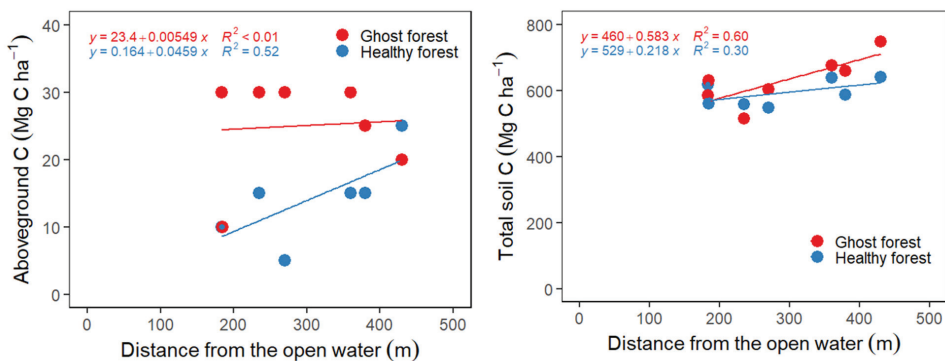 y = 23.4 + 0.00549 x R² < 0.01
y = 0.164 + 0.0459 x R² = 0.52
Ghost forest
Healthy forest
Aboveground C (Mg C ha⁻¹)
40
30
20
10
0
0 100 200 300 400 500
Distance from the open water (m)
y = 460 + 0.583 x R² = 0.60
y = 529 + 0.218 x R² = 0.30
Total soil C (Mg C ha⁻¹)
800
600
400
200
0
Ghost forest
Healthy forest
0 100 200 300 400 500
Distance from the open water (m)